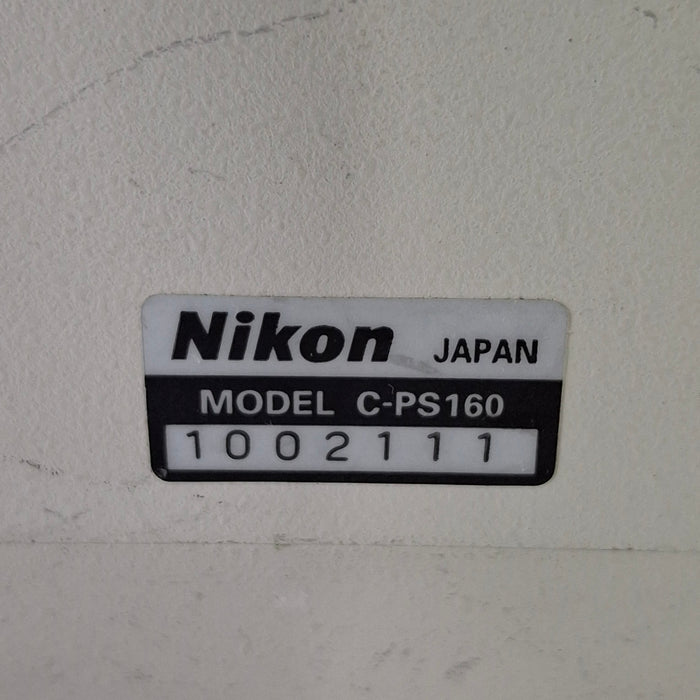 Nikon JAPAN
MODEL C-PS160
1002111